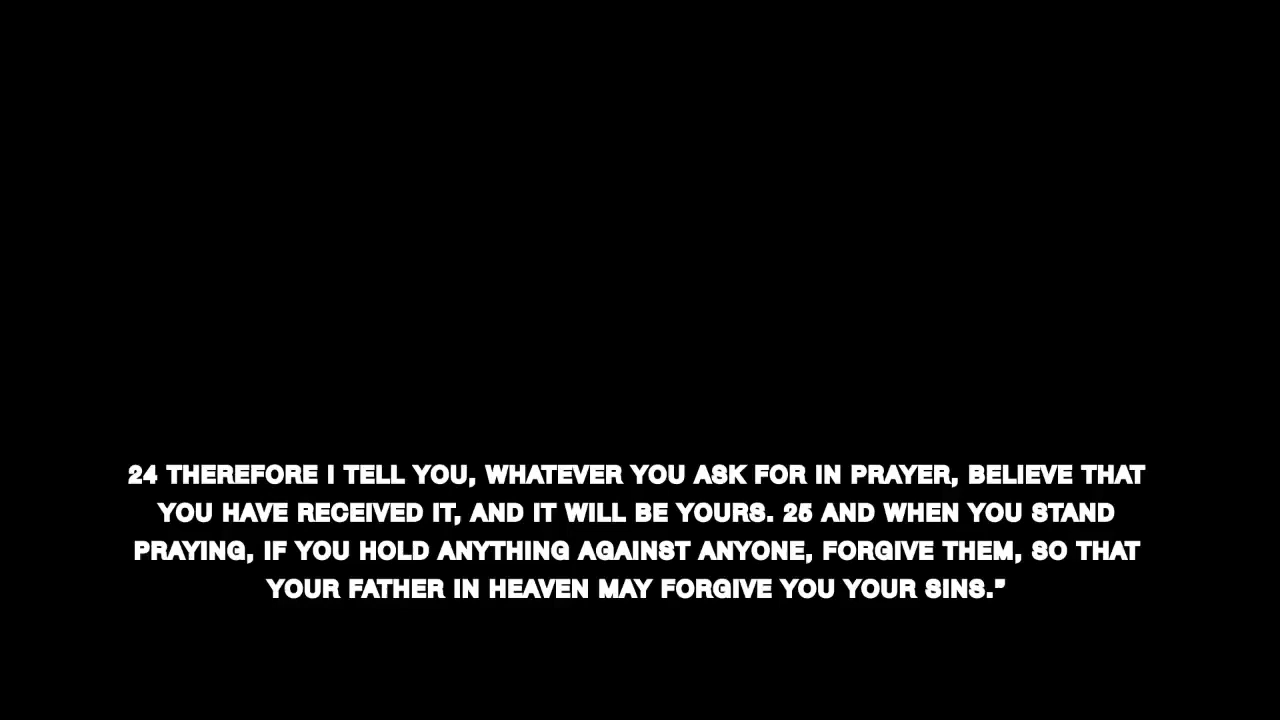 24 THEREFORE I TELL YOU, WHATEVER YOU ASK FOR IN PRAYER, BELIEVE THAT
YOU HAVE RECEIVED IT, AND IT WILL BE YOURS. 25 AND WHEN YOU STAND
PRAYING, IF YOU HOLD ANYTHING AGAINST ANYONE, FORGIVE THEM, SO THAT
YOUR FATHER IN HEAVEN MAY FORGIVE YOU YOUR SINS.”